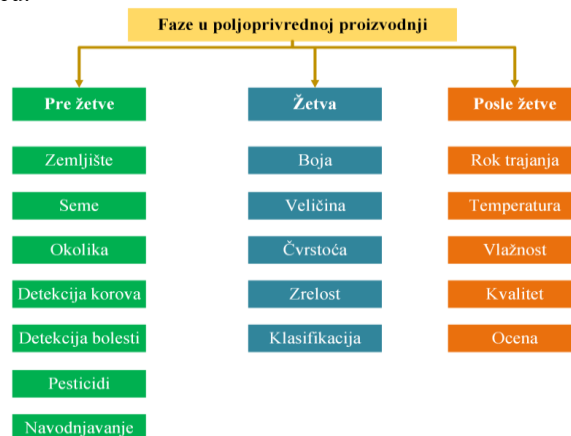 Faze u poljoprivrednoj proizvodnji
Pre žetve
Zemljište
Seme
Okolika
Detekcija korova
Detekcija bolesti
Pesticidi
Navodnjavanje
Žetva
Boja
Veličina
Čvrstoća
Zrelost
Klasifikacija
Posle žetve
Rok trajanja
Temperatura
Vlažnost
Kvalitet
Ocena